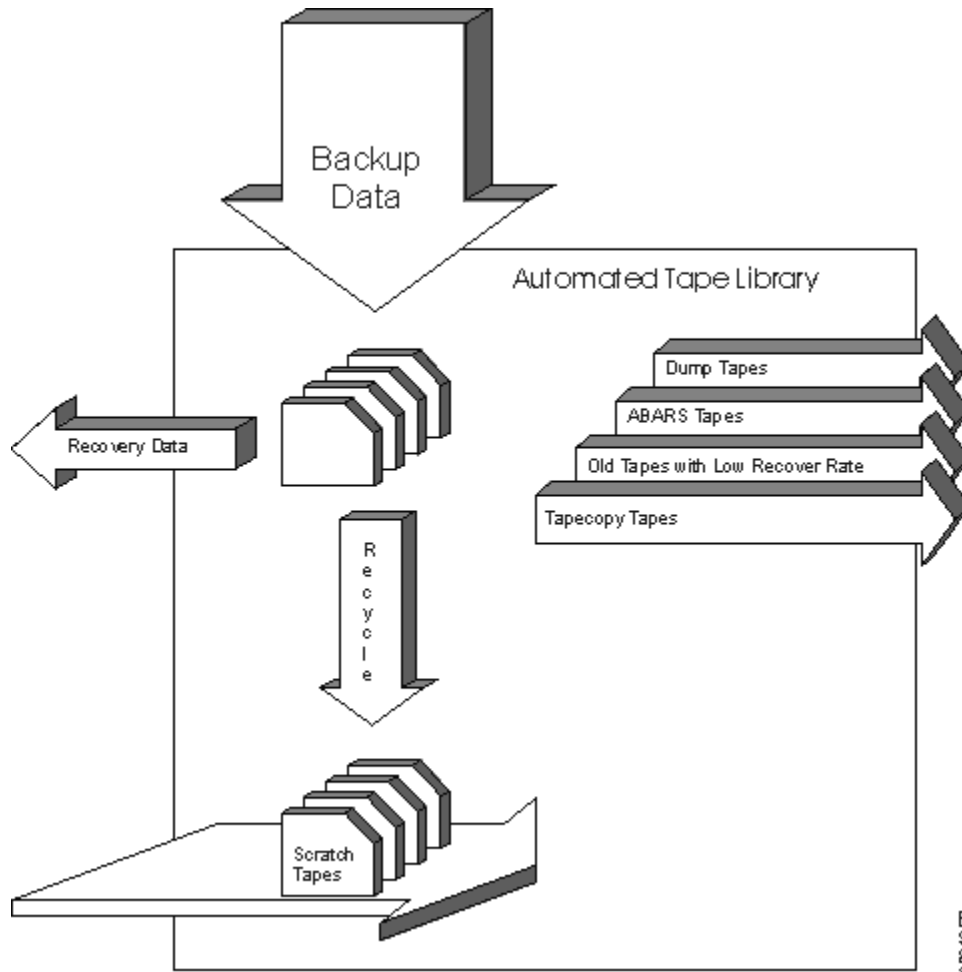 Backup
Data
Automated Tape Library
Dump Tapes
ABARS Tapes
Recovery Data
Old Tapes with Low Recover Rate
Tapecopy Tapes
Recycle
Scratch
Tapes